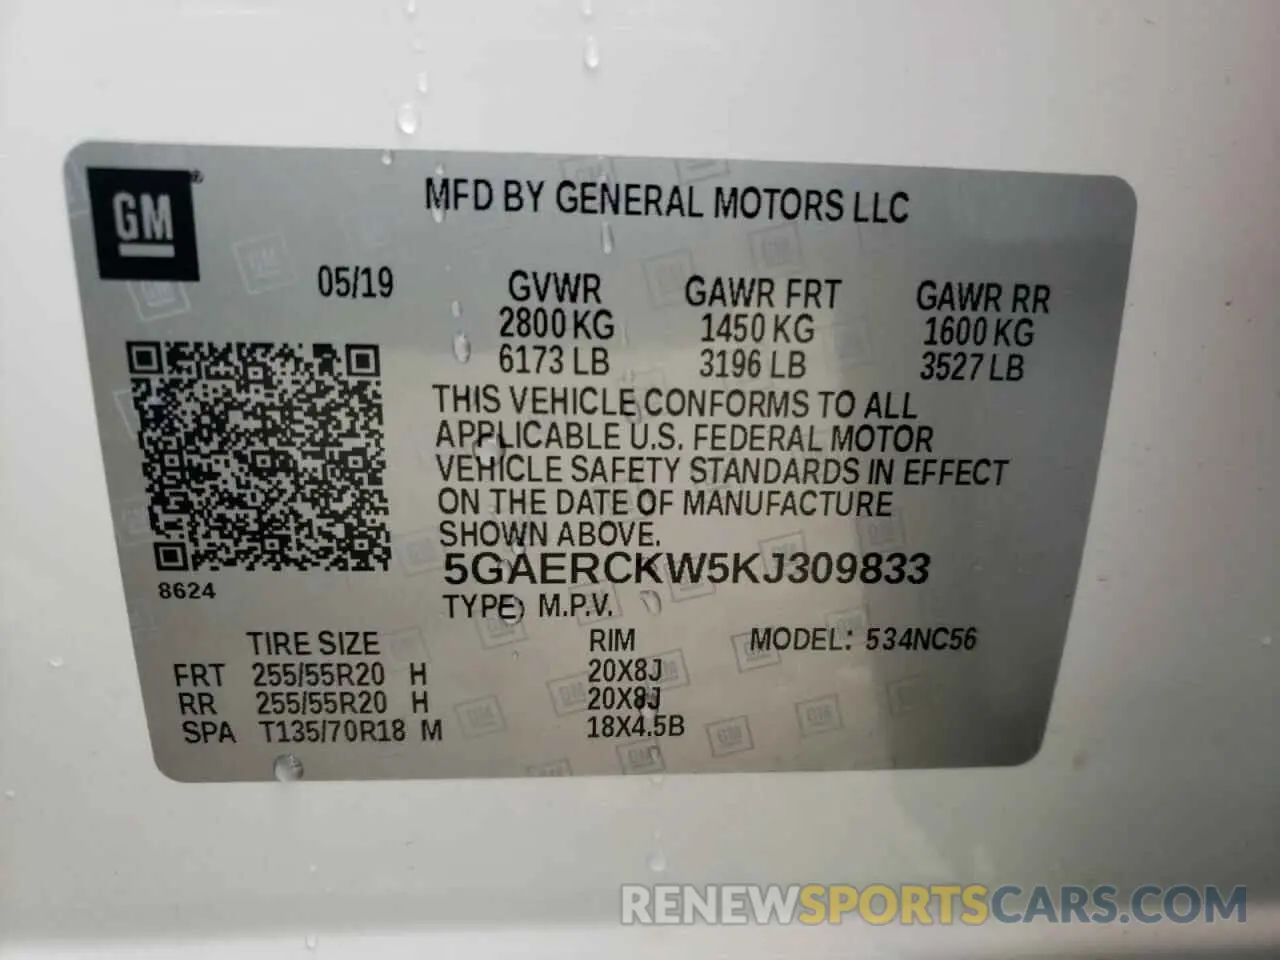 GM®
MFD BY GENERAL MOTORS LLC
05/19
GVWR GAWR FRT GAWR RR
2800 KG 1450 KG 1600 KG
6173 LB 3196 LB 3527 LB
THIS VEHICLE CONFORMS TO ALL
APPLICABLE U.S. FEDERAL MOTOR
VEHICLE SAFETY STANDARDS IN EFFECT
ON THE DATE OF MANUFACTURE
SHOWN ABOVE.
5GAERCKW5KJ309833
8624
TYPE: M.P.V.
TIRE SIZE RIM MODEL: 534NC56
FRT 255/55R20 H 20X8J
RR 255/55R20 H 20X8J
SPA T135/70R18 M 18X4.5B
RENEWSPORTSCARS.COM